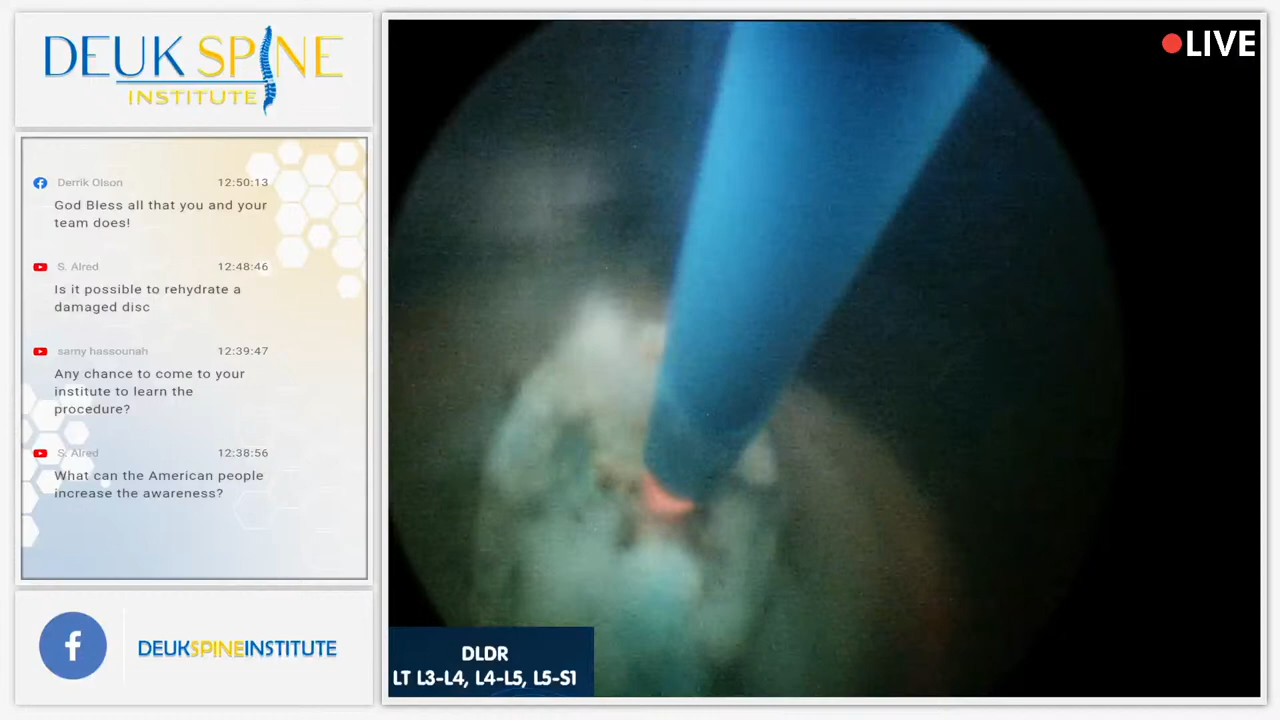 DEUK SPINE
INSTITUTE
Derrik Olson 12:50:13
God Bless all that you and your
team does!
S. Alred 12:48:46
Is it possible to rehydrate a
damaged disc
samy hassounah 12:39:47
Any chance to come to your
institute to learn the
procedure?
S. Alred 12:38:56
What can the American people
increase the awareness?
f
DEUKSPINEINSTITUTE
LIVE
DLDR
LT L3-L4, L4-L5, L5-S1